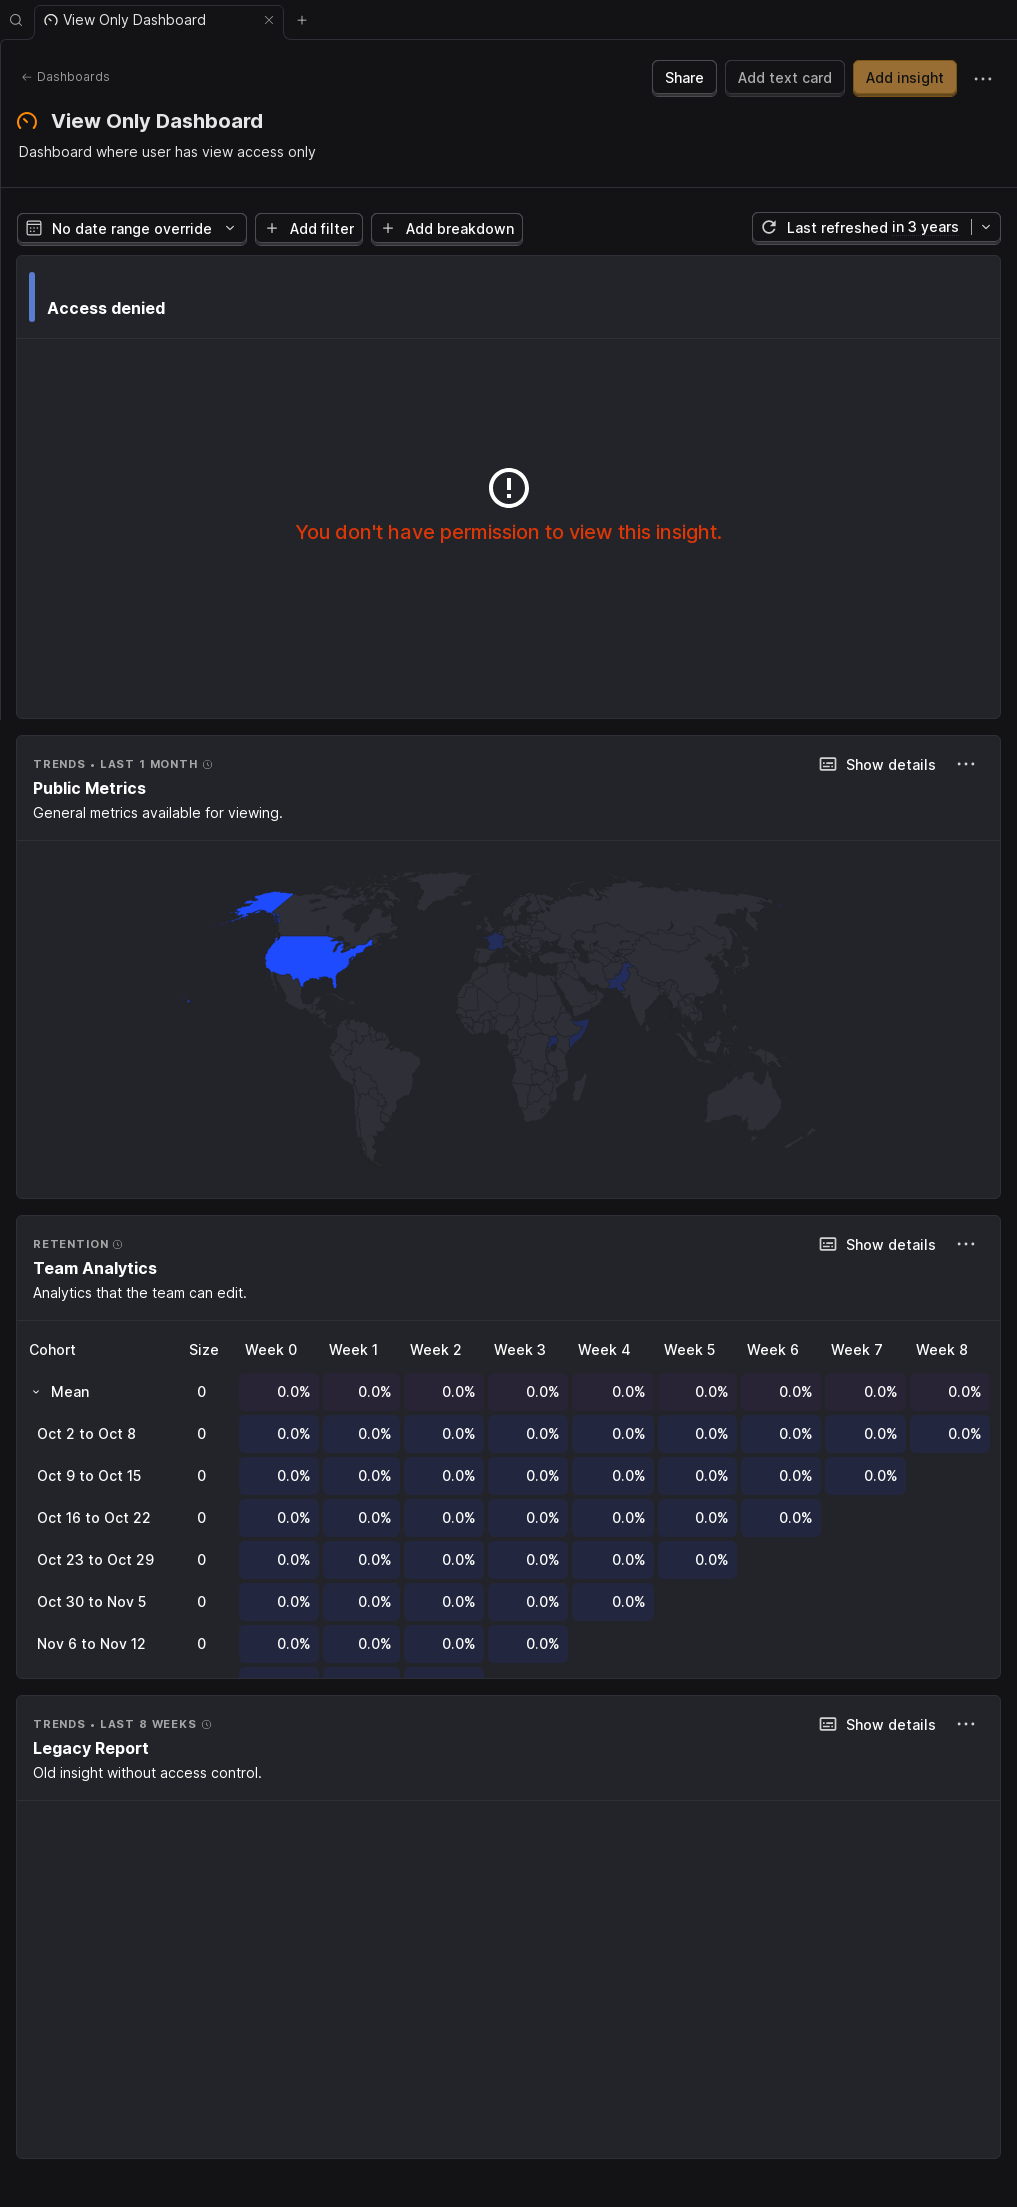 View Only Dashboard
Dashboards
Share
Add text card
Add insight
View Only Dashboard
Dashboard where user has view access only
No date range override
Add filter
Add breakdown
Last refreshed in 3 years
Access denied
You don't have permission to view this insight.
TRENDS • LAST 1 MONTH
Show details
Public Metrics
General metrics available for viewing.
RETENTION
Show details
Team Analytics
Analytics that the team can edit.
Cohort Size Week 0 Week 1 Week 2 Week 3 Week 4 Week 5 Week 6 Week 7 Week 8
Mean 0 0.0% 0.0% 0.0% 0.0% 0.0% 0.0% 0.0% 0.0% 0.0%
Oct 2 to Oct 8 0 0.0% 0.0% 0.0% 0.0% 0.0% 0.0% 0.0% 0.0% 0.0%
Oct 9 to Oct 15 0 0.0% 0.0% 0.0% 0.0% 0.0% 0.0% 0.0% 0.0%
Oct 16 to Oct 22 0 0.0% 0.0% 0.0% 0.0% 0.0% 0.0% 0.0%
Oct 23 to Oct 29 0 0.0% 0.0% 0.0% 0.0% 0.0% 0.0%
Oct 30 to Nov 5 0 0.0% 0.0% 0.0% 0.0% 0.0%
Nov 6 to Nov 12 0 0.0% 0.0% 0.0% 0.0%
TRENDS • LAST 8 WEEKS
Show details
Legacy Report
Old insight without access control.